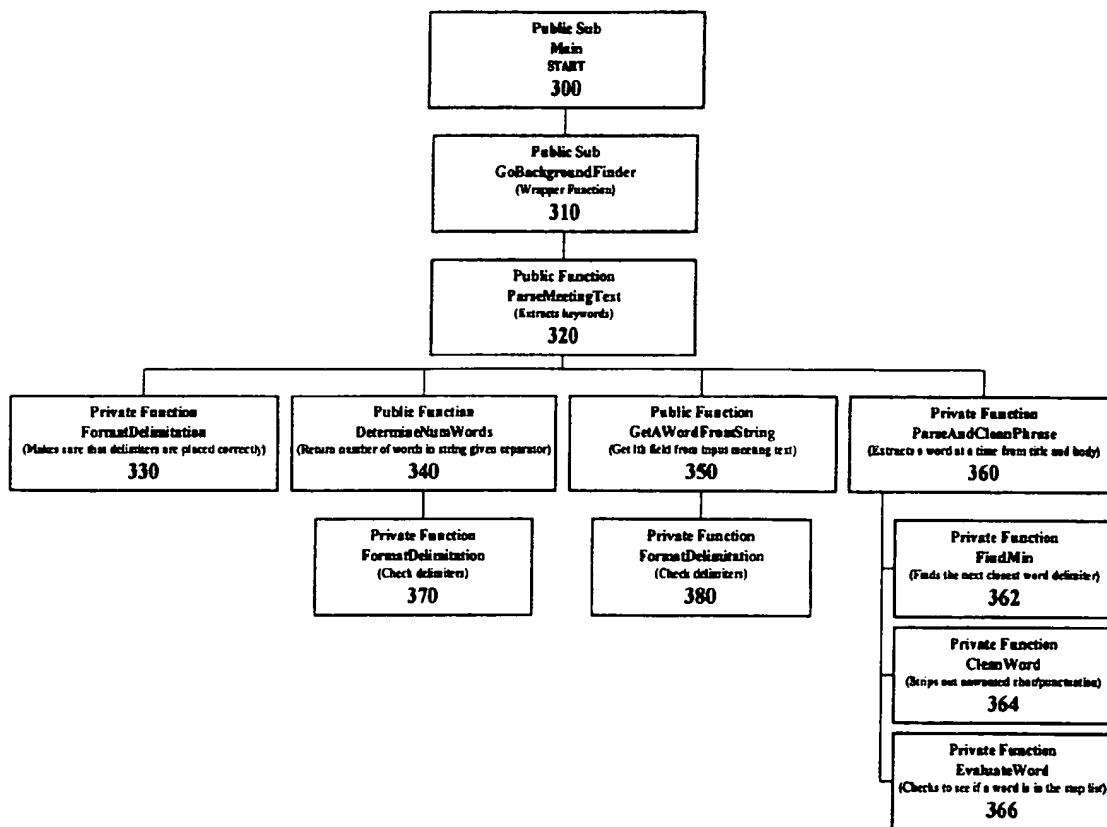 Public Sub
Main
START
300
Public Sub
GoBackgroundFinder
(Wrapper Function)
310
Public Function
ParseMeetingText
(Extracts keywords)
320
Private Function
FormatDelimitation
(Makes sure that delimiters are placed correctly)
330
Public Function
DetermineNumWords
(Return number of words in string given separator)
340
Public Function
GetAWordFromString
(Get ith field from input meeting text)
350
Private Function
ParseAndCleanPhrase
(Extracts a word at a time from title and body)
360
Private Function
FormatDelimitation
(Check delimiters)
370
Private Function
FormatDelimitation
(Check delimiters)
380
Private Function
FindMin
(Finds the next closest word delimiter)
362
Private Function
CleanWord
(Strips out unwanted char/punctuation)
364
Private Function
EvaluateWord
(Checks to see if a word is in the stop list)
366